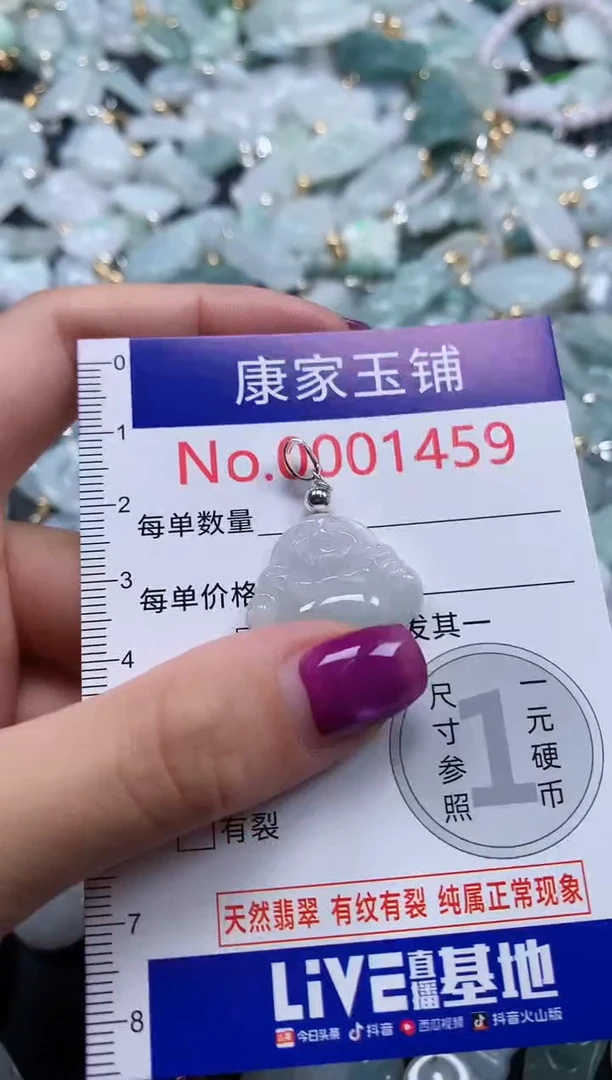 0
康家玉铺
1
No.0001459
2
每单数量
3
每单价格
发其一
4
尺寸参照
1
一元硬币
有裂
天然翡翠 有纹有裂 纯属正常现象
7
LiVE直播基地
8
今日头条 抖音 西瓜视频 抖音火山版